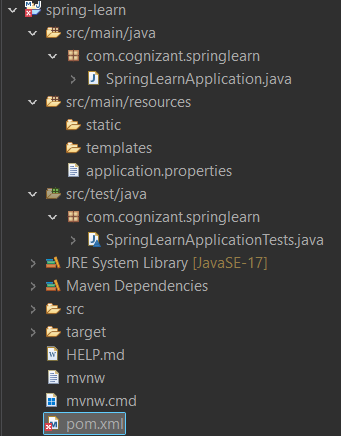 spring-learn
src/main/java
com.cognizant.springlearn
SpringLearnApplication.java
src/main/resources
static
templates
application.properties
src/test/java
com.cognizant.springlearn
SpringLearnApplicationTests.java
JRE System Library [JavaSE-17]
Maven Dependencies
src
target
HELP.md
mvnw
mvnw.cmd
pom.xml